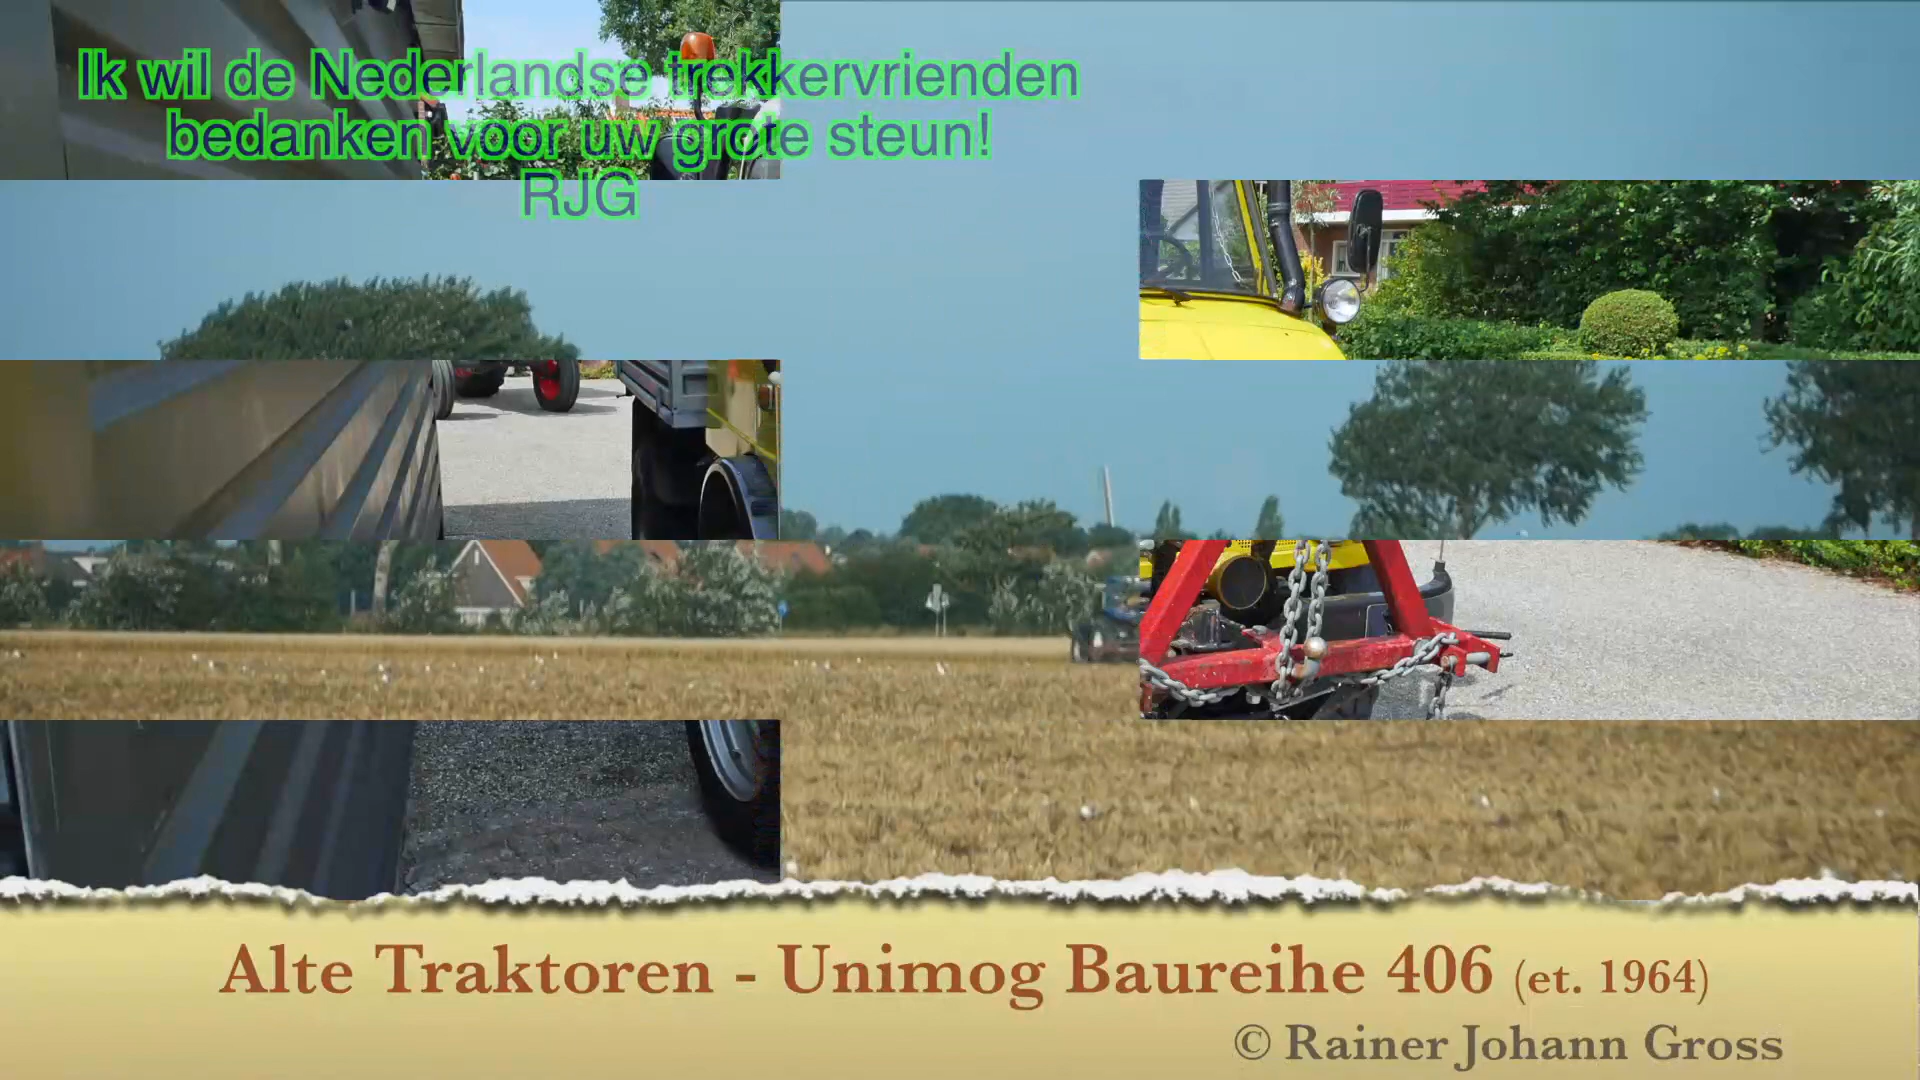 Ik wil de Nederlandse trekkervrienden
bedanken voor uw grote steun!
RJG
Alte Traktoren - Unimog Baureihe 406 (et. 1964)
© Rainer Johann Gross